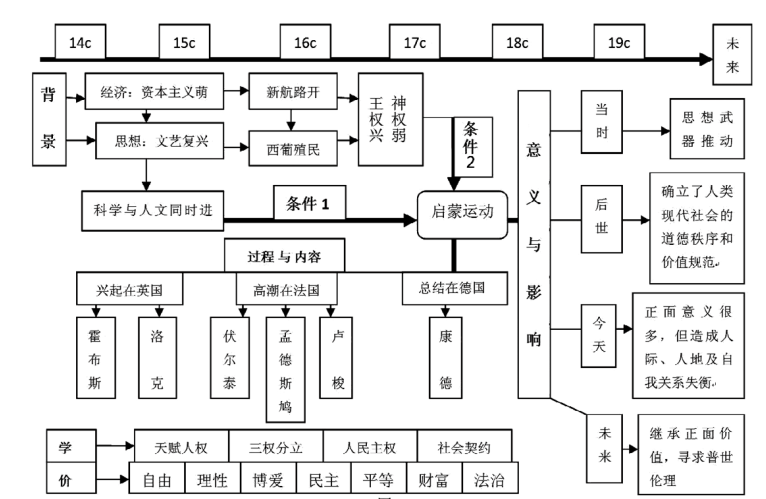 14c 15c 16c 17c 18c 19c 未来
背景
经济：资本主义萌
新航路开
思想：文艺复兴
西葡殖民
王权兴
神权弱
条件2
科学与人文同时进
条件 1
启蒙运动
过程与内容
兴起在英国
高潮在法国
总结在德国
霍布斯
洛克
伏尔泰
孟德斯鸠
卢梭
康德
意义与影响
当时
思想武
器推动
后世
确立了人类
现代社会的
道德秩序和
价值规范
今天
正面意义很
多，但造成人
际、人地及自
我关系失衡
未来
继承正面价
值，寻求普世
伦理
学 天赋人权 三权分立 人民主权 社会契约
价 自由 理性 博爱 民主 平等 财富 法治